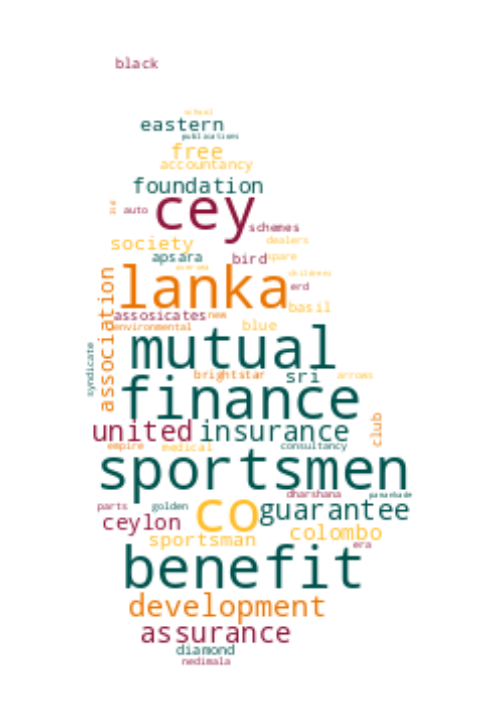 black
school
eastern
publications
free
accountancy
foundation
cey
auto
schemes
society
dealers
apsara
bird
spare
lanka
childrens
erd
basil
association
assosicates
new
environmental
blue
mutual
syndicate
brightstar
sri
arrows
finance
club
united
insurance
empire
medical
consultancy
sportsmen
dharshana
parts
golden
co
guarantee
ceylon
colombo
sportsman
era
benefit
development
assurance
diamond
nedimala